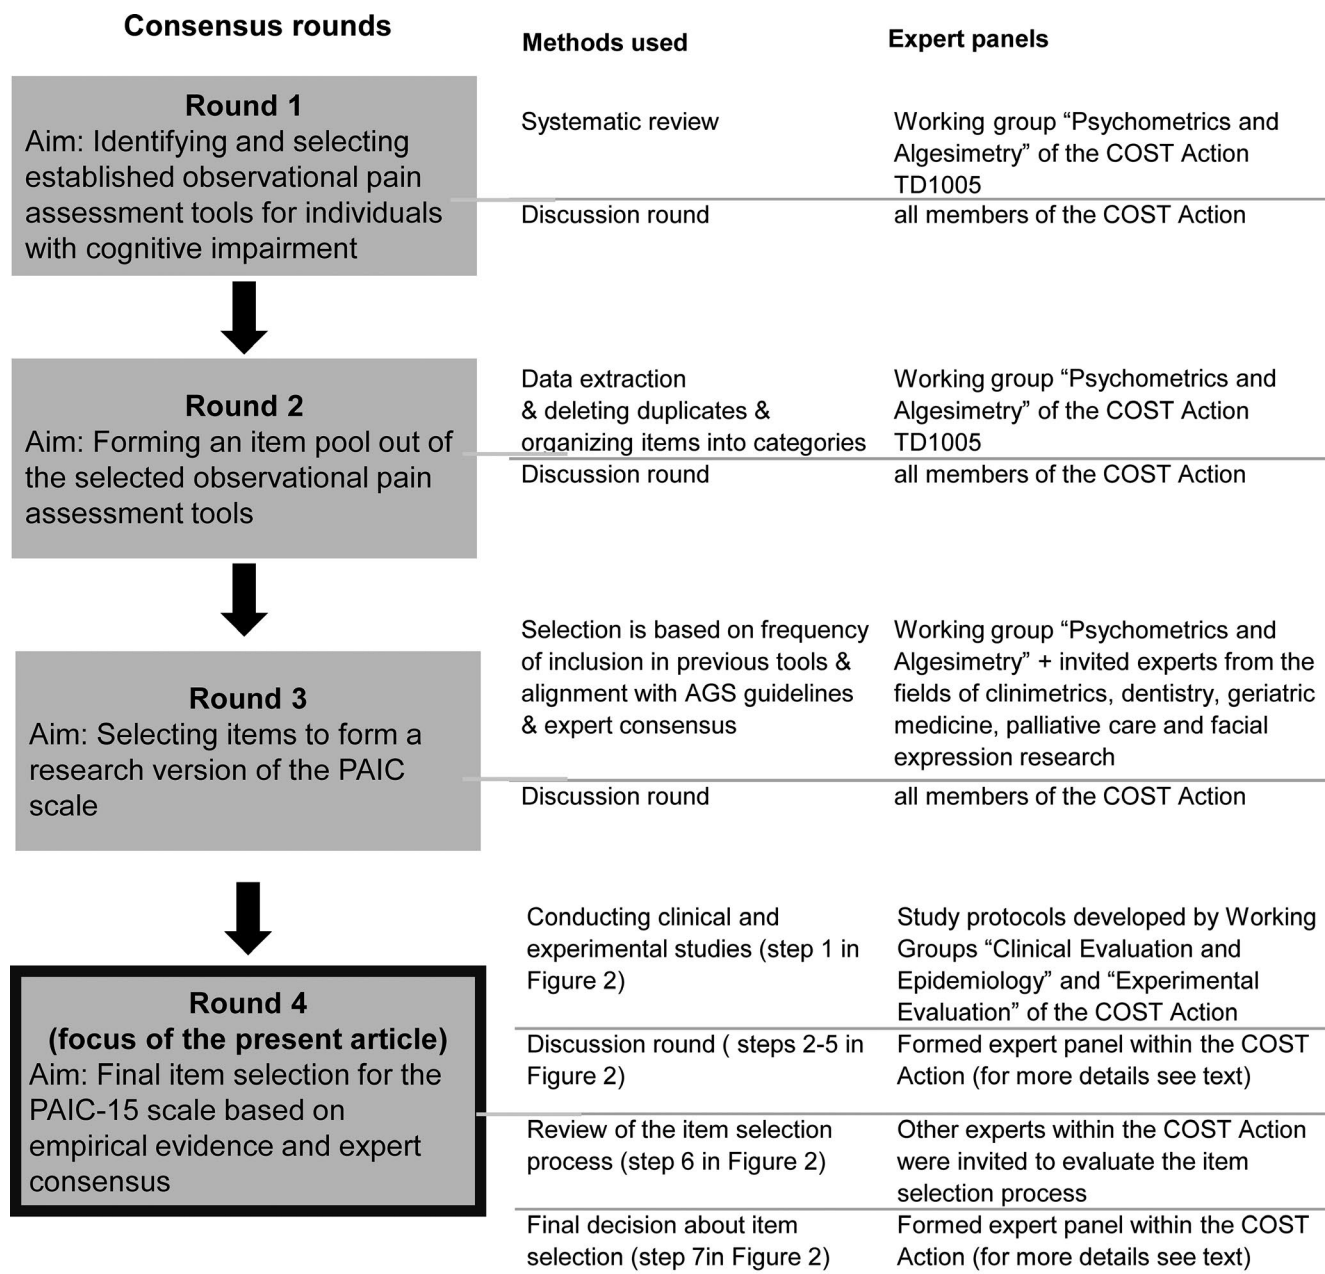 Consensus rounds
Methods used
Expert panels
Round 1
Aim: Identifying and selecting
established observational pain
assessment tools for individuals
with cognitive impairment
Systematic review
Working group “Psychometrics and
Algesimetry” of the COST Action
TD1005
Discussion round
all members of the COST Action
Round 2
Aim: Forming an item pool out of
the selected observational pain
assessment tools
Data extraction
& deleting duplicates &
organizing items into categories
Working group “Psychometrics and
Algesimetry” of the COST Action
TD1005
Discussion round
all members of the COST Action
Round 3
Aim: Selecting items to form a
research version of the PAIC
scale
Selection is based on frequency
of inclusion in previous tools &
alignment with AGS guidelines
& expert consensus
Working group “Psychometrics and
Algesimetry” + invited experts from the
fields of clinimetrics, dentistry, geriatric
medicine, palliative care and facial
expression research
Discussion round
all members of the COST Action
Round 4
(focus of the present article)
Aim: Final item selection for the
PAIC-15 scale based on
empirical evidence and expert
consensus
Conducting clinical and
experimental studies (step 1 in
Figure 2)
Study protocols developed by Working
Groups “Clinical Evaluation and
Epidemiology” and “Experimental
Evaluation” of the COST Action
Discussion round ( steps 2-5 in
Figure 2)
Formed expert panel within the COST
Action (for more details see text)
Review of the item selection
process (step 6 in Figure 2)
Other experts within the COST Action
were invited to evaluate the item
selection process
Final decision about item
selection (step 7in Figure 2)
Formed expert panel within the COST
Action (for more details see text)